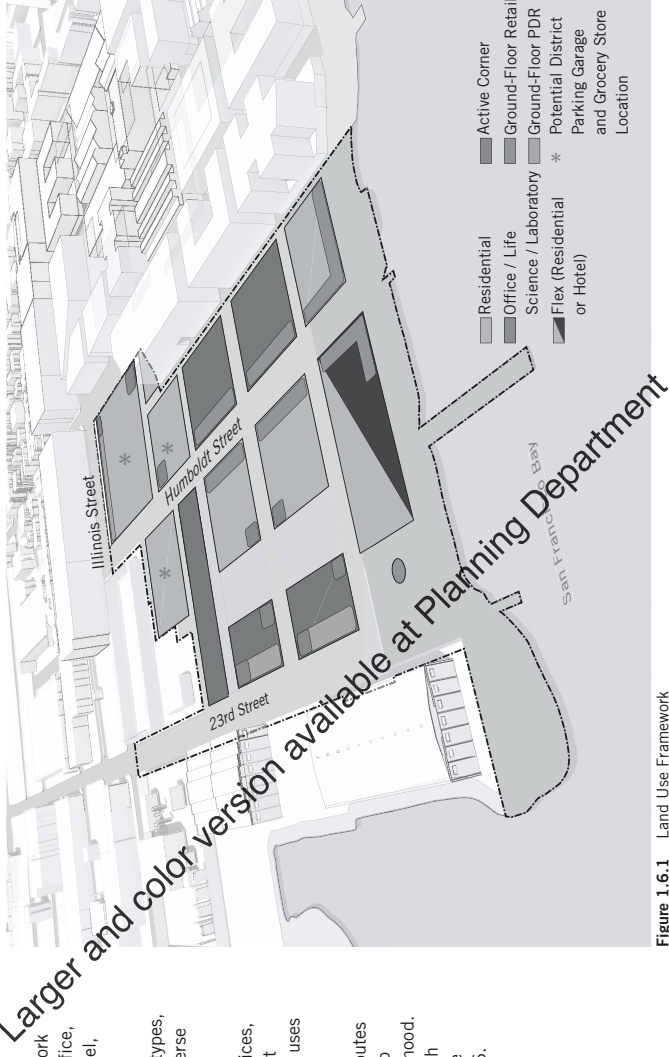 Larger and color version available at Planning Department
types,
uses
Illinois Street
Humboldt Street
23rd Street
San Francisco Bay
Residential
Office / Life
Science / Laboratory
Flex (Residential
or Hotel)
Active Corner
Ground-Floor Retail
Ground-Floor PDR
* Potential District
Parking Garage
and Grocery Store
Location
Figure 1.6.1 Land Use Framework